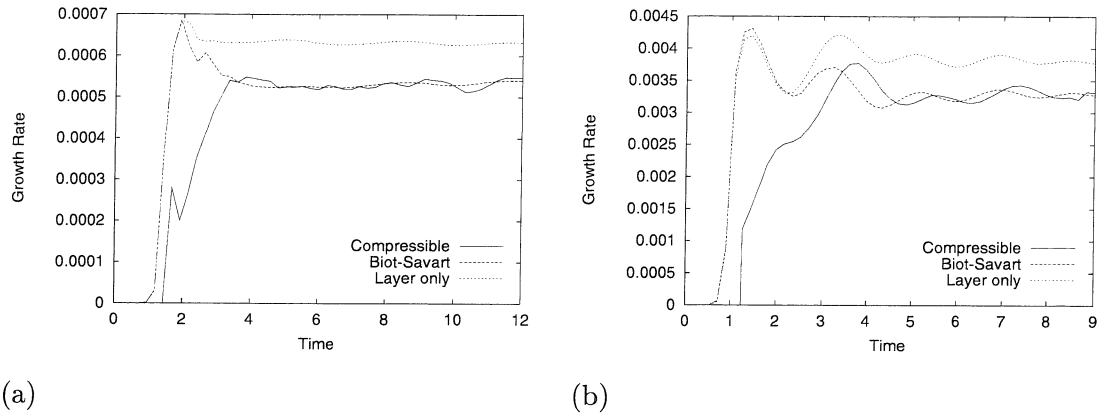 0.0007
0.0006
0.0005
0.0004
0.0003
0.0002
0.0001
0
Growth Rate
Compressible
Biot-Savart
Layer only
0 2 4 6 8 10 12
Time
(a)
0.0045
0.004
0.0035
0.003
0.0025
0.002
0.0015
0.001
0.0005
0
Growth Rate
Compressible
Biot-Savart
Layer only
0 1 2 3 4 5 6 7 8 9
Time
(b)